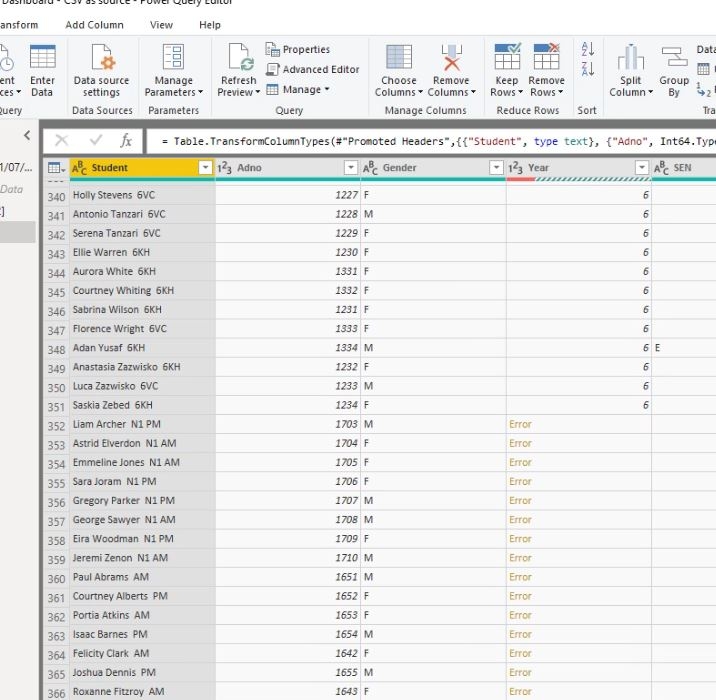 Dashboard - CSV as source - Power Query Editor
ansform Add Column View Help
Enter Data
Data source settings
Manage Parameters
Refresh Preview
Properties
Advanced Editor
Manage
Choose Columns
Remove Columns
Keep Rows
Remove Rows
Split Column
Group By
Data
Data Sources Parameters Query Manage Columns Reduce Rows Sort
fx = Table.TransformColumnTypes(#"Promoted Headers",{{"Student", type text}, {"Adno", Int64.Type
1/07/...
Data
ABC Student 123 Adno ABC Gender 123 Year ABC SEN
340 Holly Stevens 6VC 1227 F 6
341 Antonio Tanzari 6VC 1228 M 6
342 Serena Tanzari 6VC 1229 F 6
343 Ellie Warren 6KH 1230 F 6
344 Aurora White 6KH 1331 F 6
345 Courtney Whiting 6KH 1332 F 6
346 Sabrina Wilson 6KH 1231 F 6
347 Florence Wright 6VC 1333 F 6
348 Adan Yusaf 6KH 1334 M 6 E
349 Anastasia Zazwisko 6KH 1232 F 6
350 Luca Zazwisko 6VC 1233 M 6
351 Saskia Zebed 6KH 1234 F 6
352 Liam Archer N1 PM 1703 M Error
353 Astrid Elverdon N1 AM 1704 F Error
354 Emmeline Jones N1 AM 1705 F Error
355 Sara Joram N1 PM 1706 F Error
356 Gregory Parker N1 PM 1707 M Error
357 George Sawyer N1 AM 1708 M Error
358 Eira Woodman N1 PM 1709 F Error
359 Jeremi Zenon N1 AM 1710 M Error
360 Paul Abrams AM 1651 M Error
361 Courtney Alberts PM 1652 F Error
362 Portia Atkins AM 1653 F Error
363 Isaac Barnes PM 1654 M Error
364 Felicity Clark AM 1642 F Error
365 Joshua Dennis PM 1655 M Error
366 Roxanne Fitzroy AM 1643 F Error